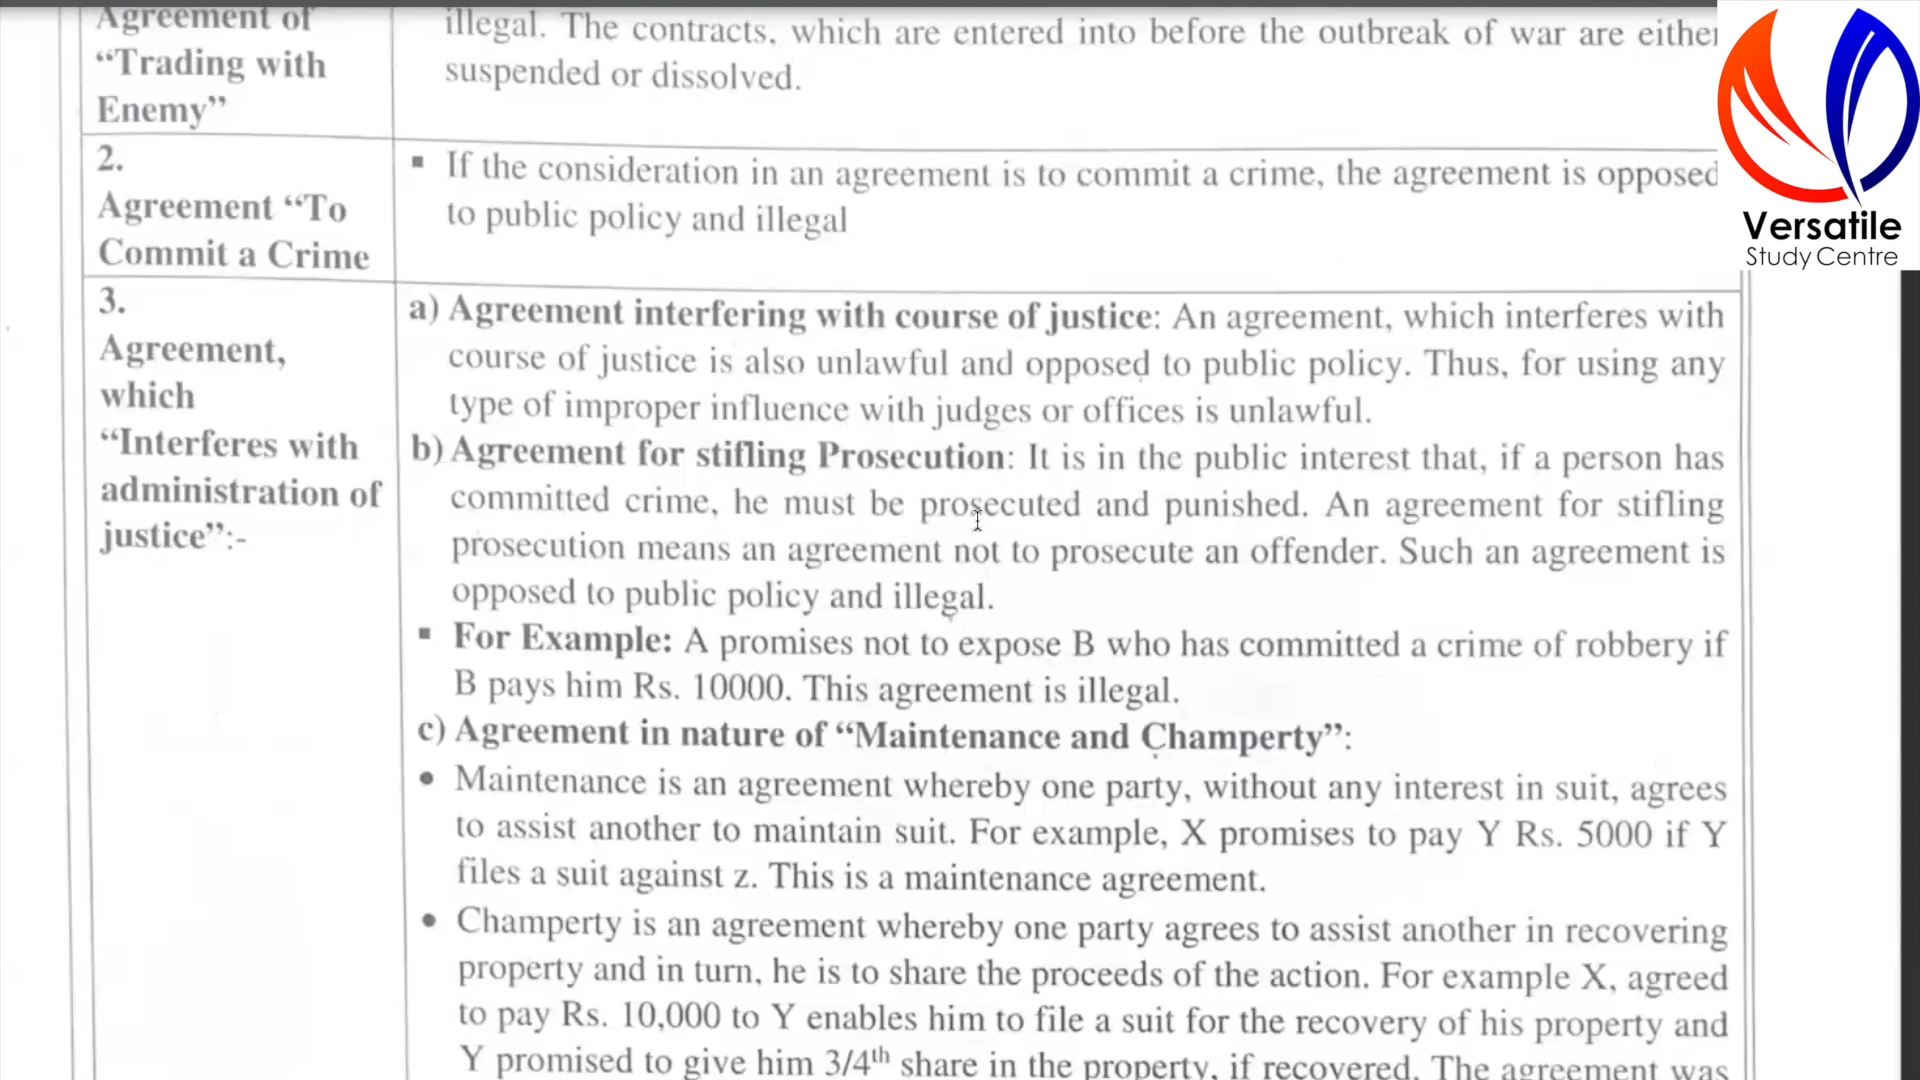 Agreement of
"Trading with
Enemy"
illegal. The contracts, which are entered into before the outbreak of war are either
suspended or dissolved.
2.
Agreement "To
Commit a Crime
▪ If the consideration in an agreement is to commit a crime, the agreement is opposed
to public policy and illegal
3.
Agreement,
which
"Interferes with
administration of
justice":-
a) Agreement interfering with course of justice: An agreement, which interferes with
course of justice is also unlawful and opposed to public policy. Thus, for using any
type of improper influence with judges or offices is unlawful.
b) Agreement for stifling Prosecution: It is in the public interest that, if a person has
committed crime, he must be prosecuted and punished. An agreement for stifling
prosecution means an agreement not to prosecute an offender. Such an agreement is
opposed to public policy and illegal.
▪ For Example: A promises not to expose B who has committed a crime of robbery if
B pays him Rs. 10000. This agreement is illegal.
c) Agreement in nature of "Maintenance and Champerty":
• Maintenance is an agreement whereby one party, without any interest in suit, agrees
to assist another to maintain suit. For example, X promises to pay Y Rs. 5000 if Y
files a suit against z. This is a maintenance agreement.
• Champerty is an agreement whereby one party agrees to assist another in recovering
property and in turn, he is to share the proceeds of the action. For example X, agreed
to pay Rs. 10,000 to Y enables him to file a suit for the recovery of his property and
Y promised to give him 3/4th share in the property, if recovered. The agreement was
Versatile
Study Centre